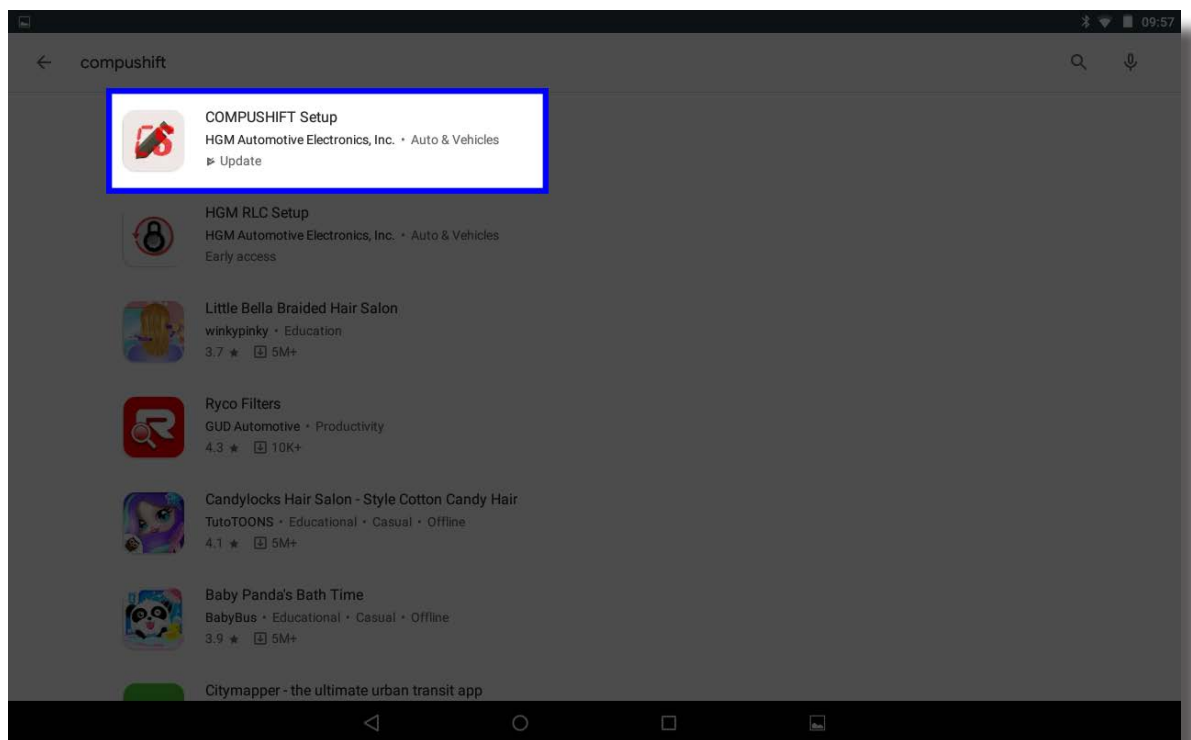 09:57
compushift
COMPUSHIFT Setup
HGM Automotive Electronics, Inc. • Auto & Vehicles
Update
HGM RLC Setup
HGM Automotive Electronics, Inc. • Auto & Vehicles
Early access
Little Bella Braided Hair Salon
winkypinky • Education
3.7 ★ 5M+
Ryco Filters
GUD Automotive • Productivity
4.3 ★ 10K+
Candylocks Hair Salon - Style Cotton Candy Hair
TutoTOONS • Educational • Casual • Offline
4.1 ★ 5M+
Baby Panda's Bath Time
BabyBus • Educational • Casual • Offline
3.9 ★ 5M+
Citymapper - the ultimate urban transit app